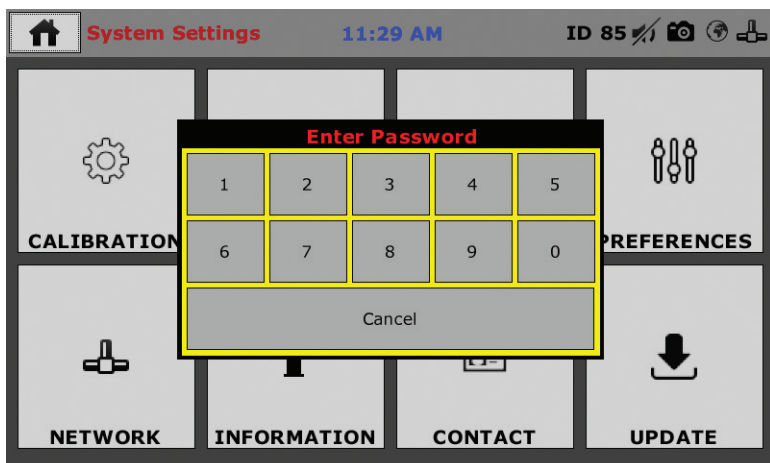 System Settings 11:29 AM ID 85
Enter Password
1 2 3 4 5
CALIBRATION PREFERENCES
6 7 8 9 0
Cancel
NETWORK INFORMATION CONTACT UPDATE